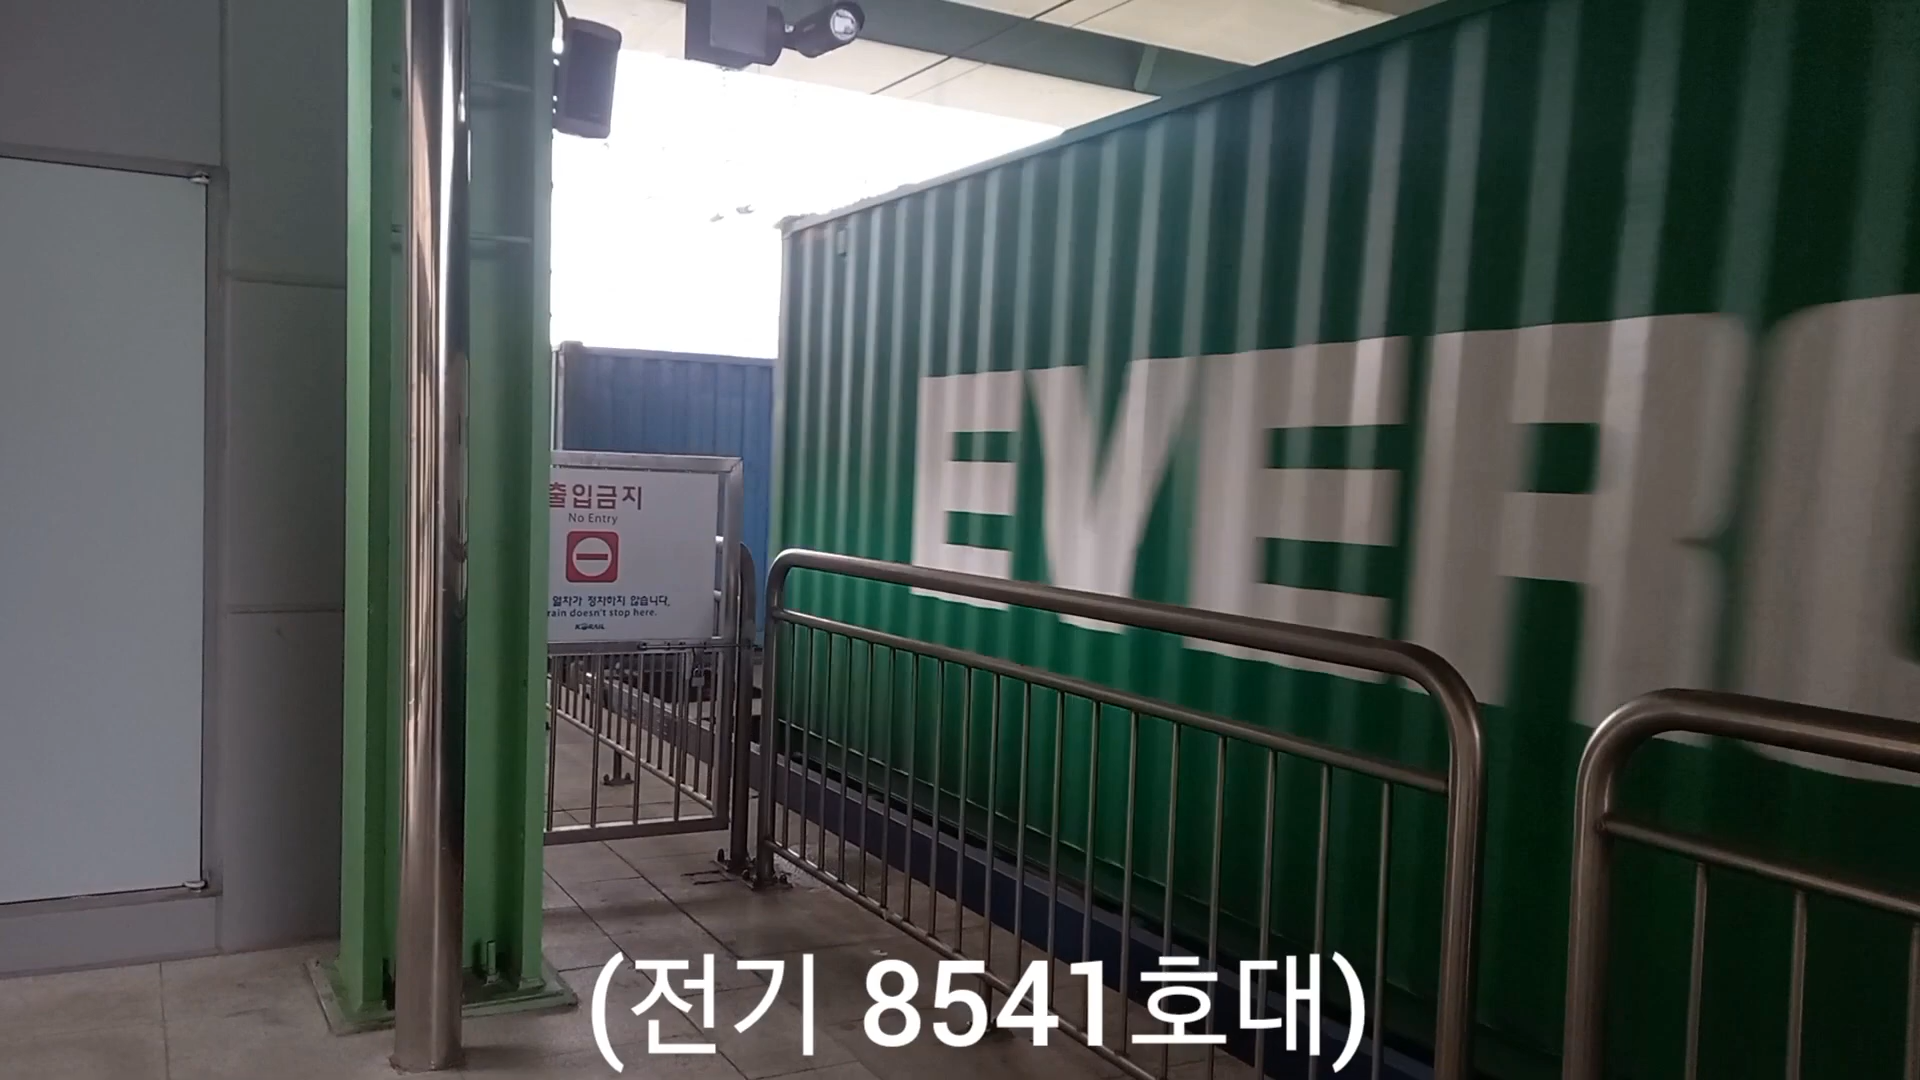 EVER
출입금지
No Entry
열차가 정차하지 않습니다.
rain doesn't stop here.
KORAIL
(전기 8541호대)